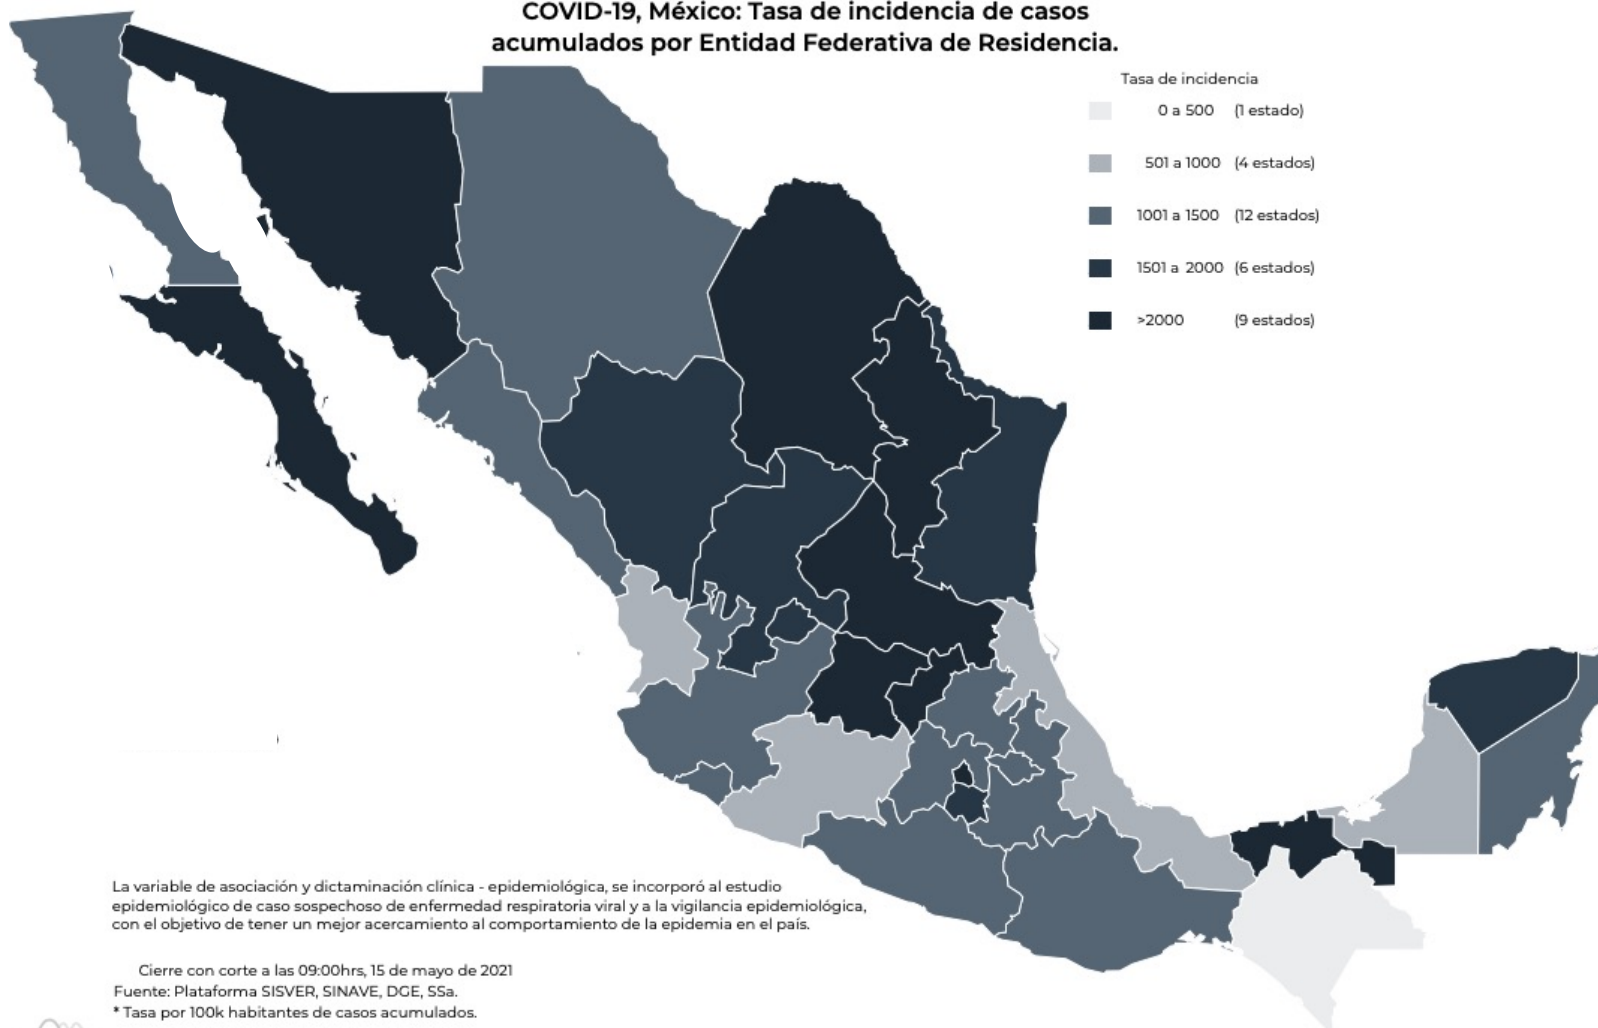 COVID-19, México: Tasa de incidencia de casos
acumulados por Entidad Federativa de Residencia.
Tasa de incidencia
0 a 500 (1 estado)
501 a 1000 (4 estados)
1001 a 1500 (12 estados)
1501 a 2000 (6 estados)
>2000 (9 estados)
La variable de asociación y dictaminación clínica - epidemiológica, se incorporó al estudio
epidemiológico de caso sospechoso de enfermedad respiratoria viral y a la vigilancia epidemiológica,
con el objetivo de tener un mejor acercamiento al comportamiento de la epidemia en el país.
Cierre con corte a las 09:00hrs, 15 de mayo de 2021
Fuente: Plataforma SISVER, SINAVE, DGE, SSa.
* Tasa por 100k habitantes de casos acumulados.